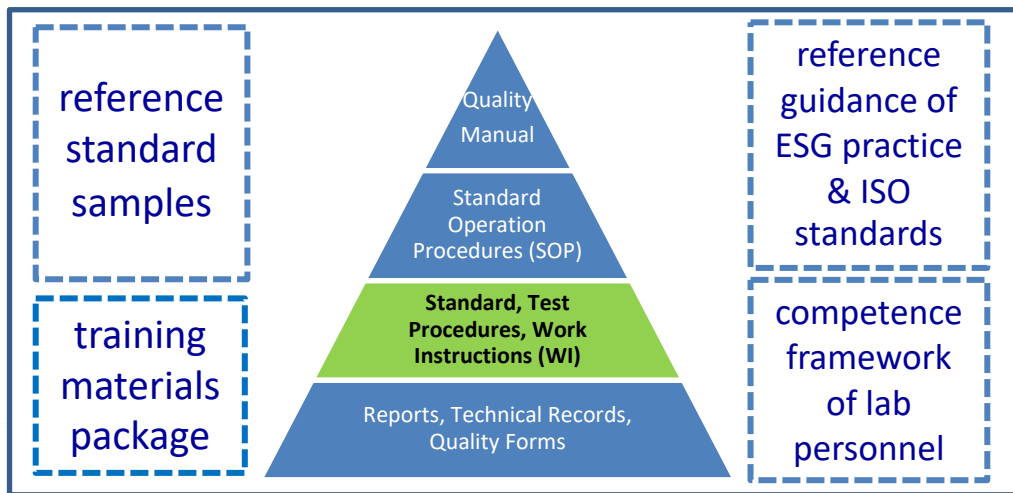 reference
standard
samples
training
materials
package
Quality
Manual
Standard
Operation
Procedures (SOP)
Standard, Test
Procedures, Work
Instructions (WI)
Reports, Technical Records,
Quality Forms
reference
guidance of
ESG practice
& ISO
standards
competence
framework
of lab
personnel